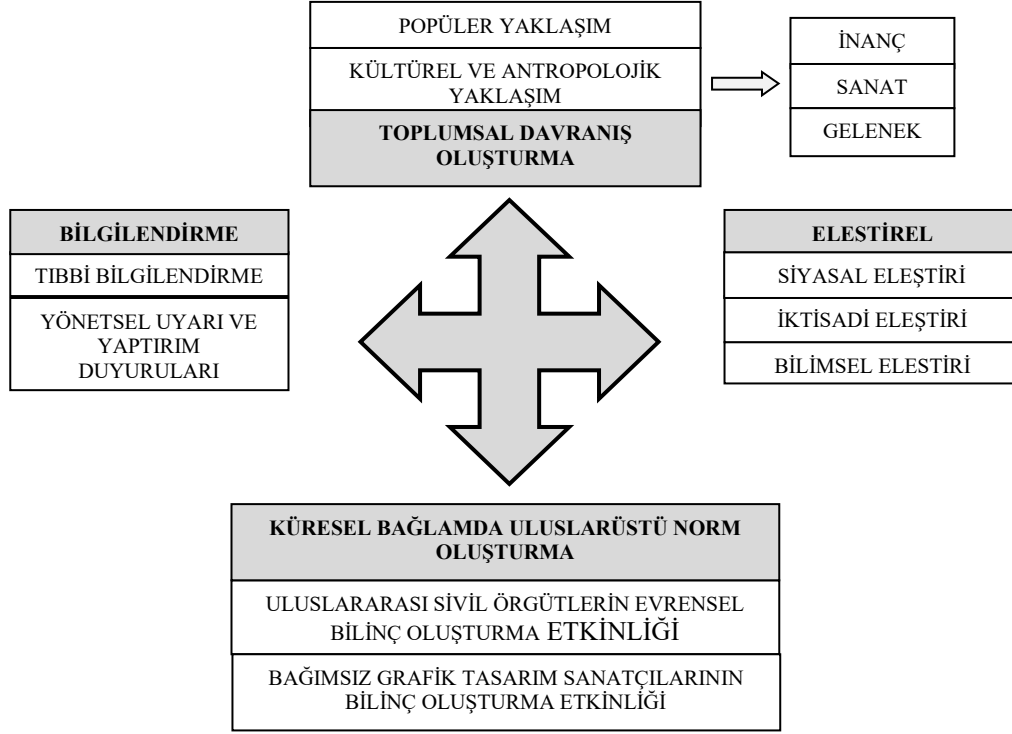 POPÜLER YAKLAŞIM
KÜLTÜREL VE ANTROPOLOJİK
YAKLAŞIM
TOPLUMSAL DAVRANIŞ
OLUŞTURMA
İNANÇ
SANAT
GELENEK
BİLGİLENDİRME
TIBBİ BİLGİLENDİRME
YÖNETSEL UYARI VE
YAPTIRIM
DUYURULARI
ELESTİREL
SİYASAL ELEŞTİRİ
İKTİSADİ ELEŞTİRİ
BİLİMSEL ELESTİRİ
KÜRESEL BAĞLAMDA ULUSLARÜSTÜ NORM
OLUŞTURMA
ULUSLARARASI SİVİL ÖRGÜTLERİN EVRENSEL
BİLİNÇ OLUŞTURMA ETKİNLİĞİ
BAĞIMSIZ GRAFİK TASARIM SANATÇILARININ
BİLİNÇ OLUŞTURMA ETKİNLİĞİ